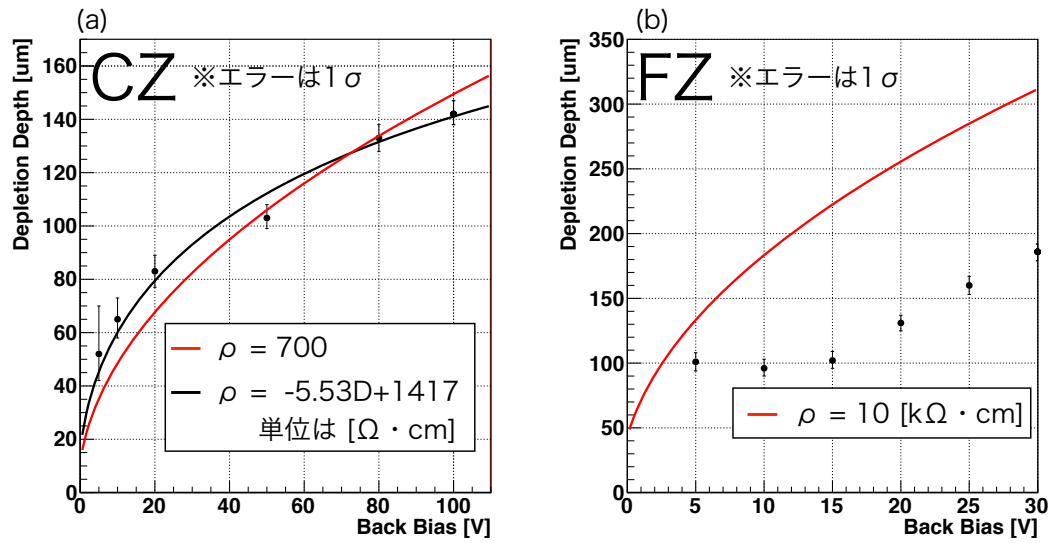 (a)
CZ ※エラーは1σ
Depletion Depth [um]
160
140
120
100
80
60
40
20
0
ρ = 700
ρ = -5.53D+1417
単位は [Ω・cm]
0 20 40 60 80 100
Back Bias [V]
(b)
FZ ※エラーは1σ
Depletion Depth [um]
350
300
250
200
150
100
50
0
ρ = 10 [kΩ・cm]
0 5 10 15 20 25 30
Back Bias [V]